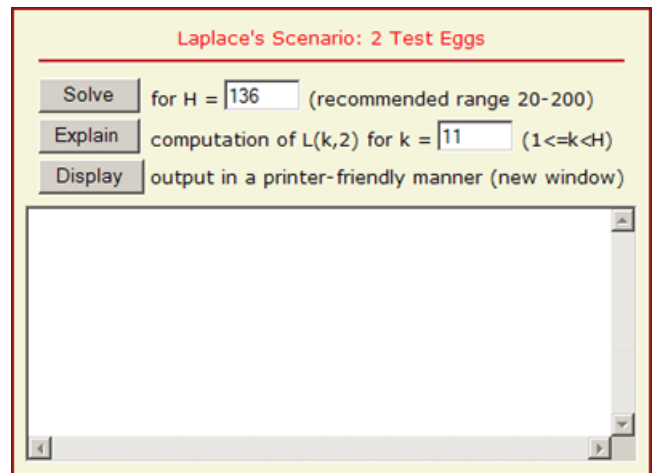 Laplace's Scenario: 2 Test Eggs
Solve for H = 136 (recommended range 20-200)
Explain computation of L(k,2) for k = 11 (1<=k<H)
Display output in a printer-friendly manner (new window)